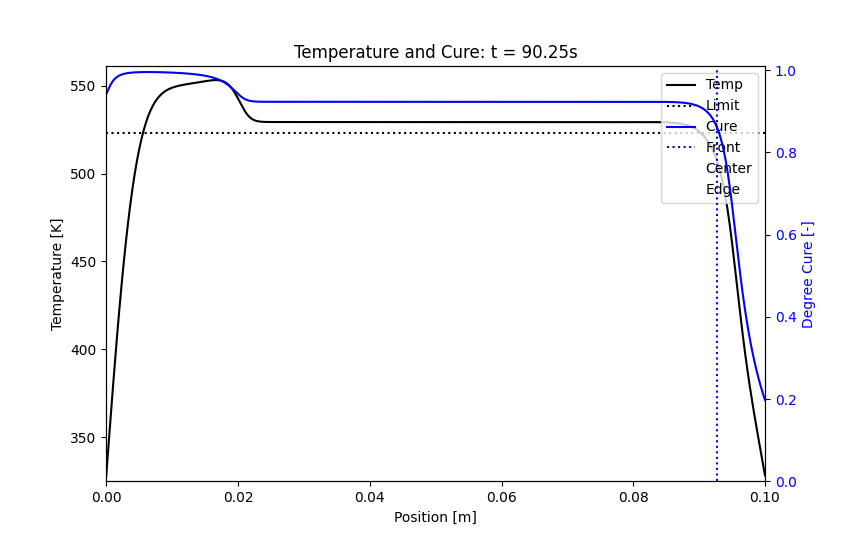 Temperature and Cure: t = 90.25s
Temp
Limit
Cure
Front
Center
Edge
Temperature [K]
550
500
450
400
350
Degree Cure [-]
1.0
0.8
0.6
0.4
0.2
0.0
0.00 0.02 0.04 0.06 0.08 0.10
Position [m]